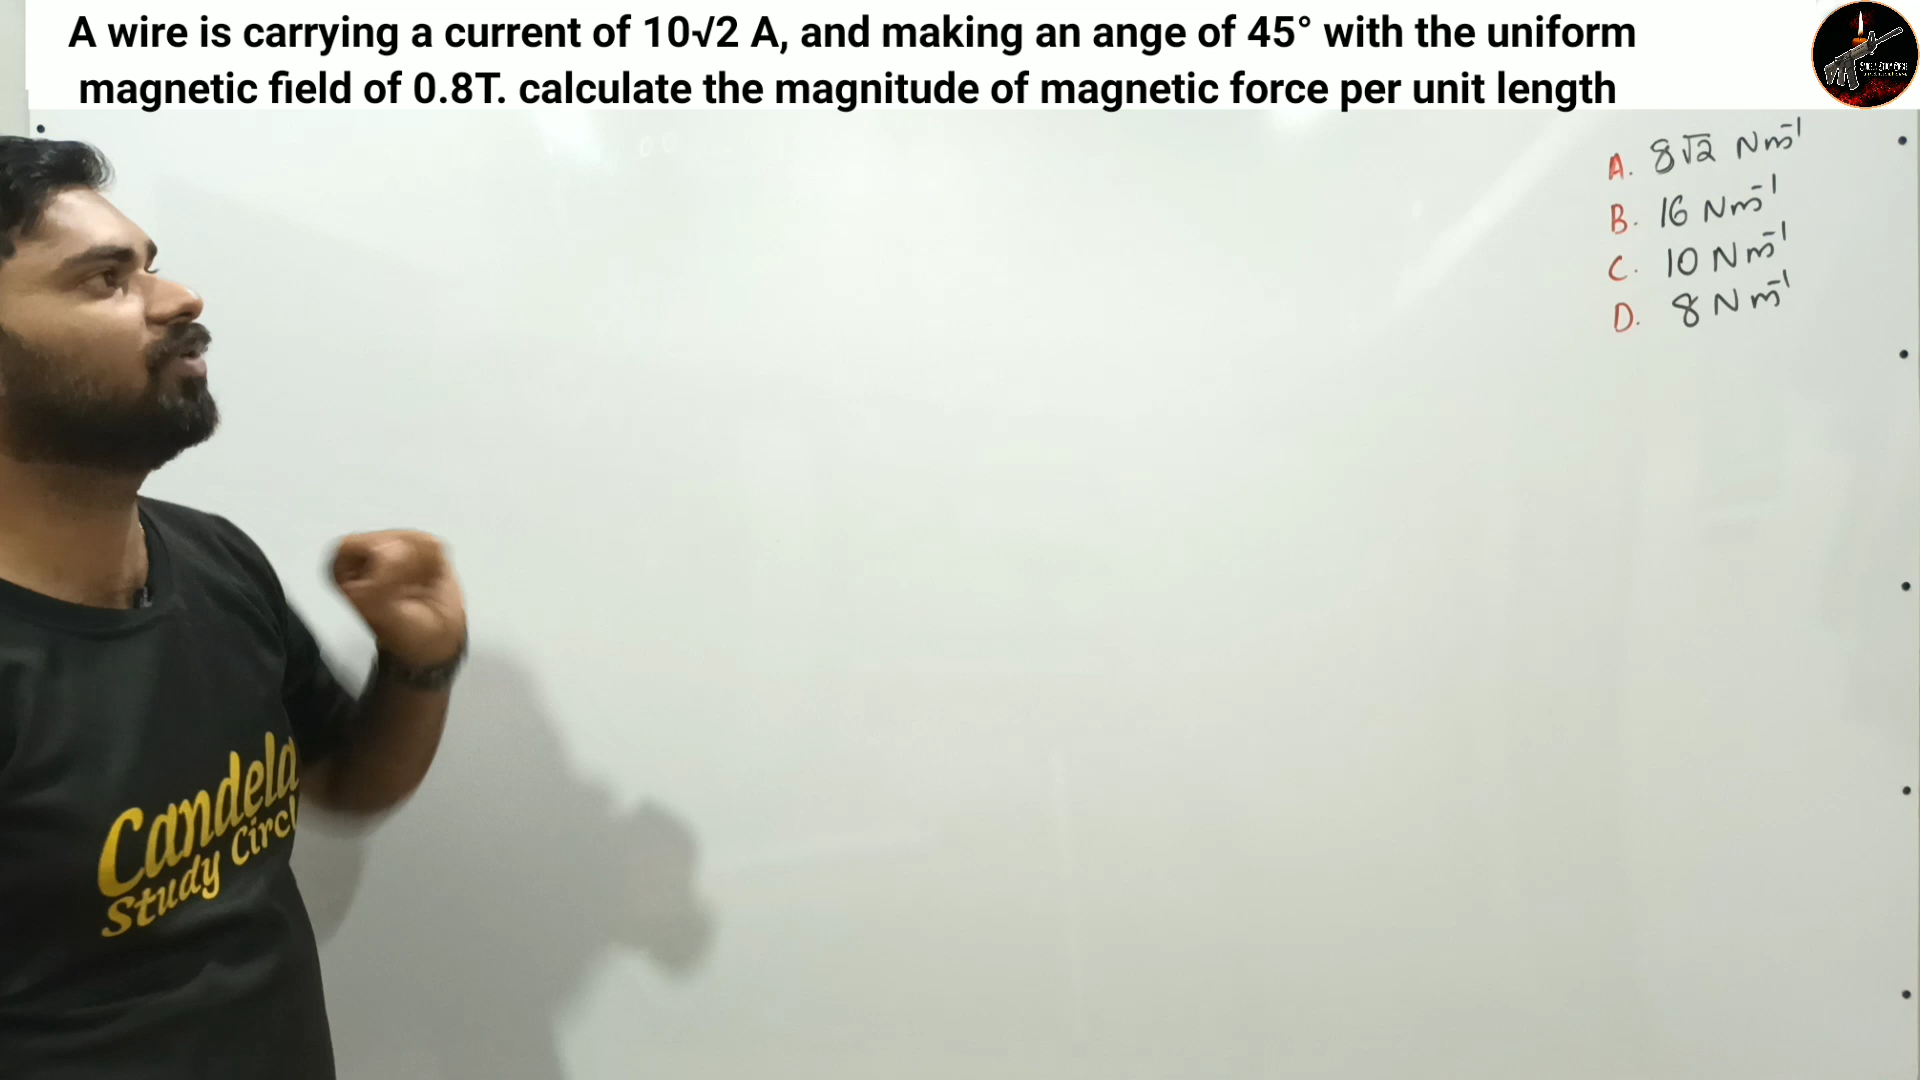 A wire is carrying a current of 10√2 A, and making an ange of 45° with the uniform
magnetic field of 0.8T. calculate the magnitude of magnetic force per unit length
A. 8√2 Nm⁻¹
B. 16 Nm⁻¹
C. 10 Nm⁻¹
D. 8 Nm⁻¹
Candela
Study Circl